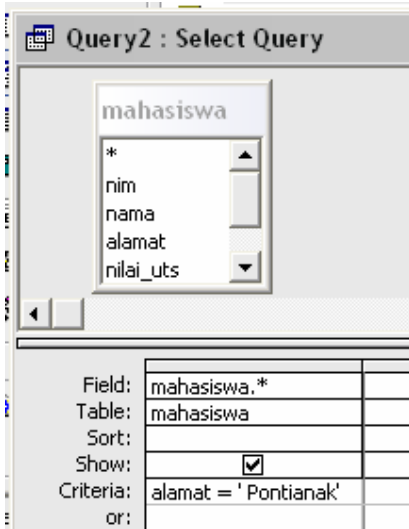 Query2 : Select Query
mahasiswa
*
nim
nama
alamat
nilai_uts
Field: mahasiswa.*
Table: mahasiswa
Sort:
Show:
Criteria: alamat = ' Pontianak'
or: